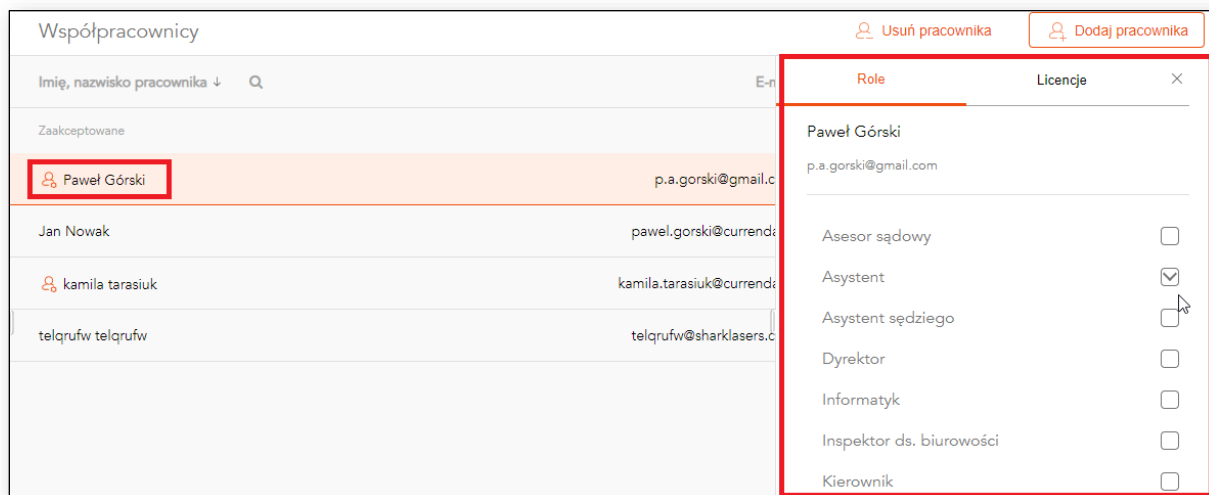 Współpracownicy
Usuń pracownika
Dodaj pracownika
Imię, nazwisko pracownika ↓
E-m
Zaakceptowane
Paweł Górski
p.a.gorski@gmail.c
Jan Nowak
pawel.gorski@currenda
kamila tarasiuk
kamila.tarasiuk@currenda
telqrufw telqrufw
telqrufw@sharklasers.c
Role
Licencje
Paweł Górski
p.a.gorski@gmail.com
Asesor sądowy
Asystent
Asystent sędziego
Dyrektor
Informatyk
Inspektor ds. biurowości
Kierownik